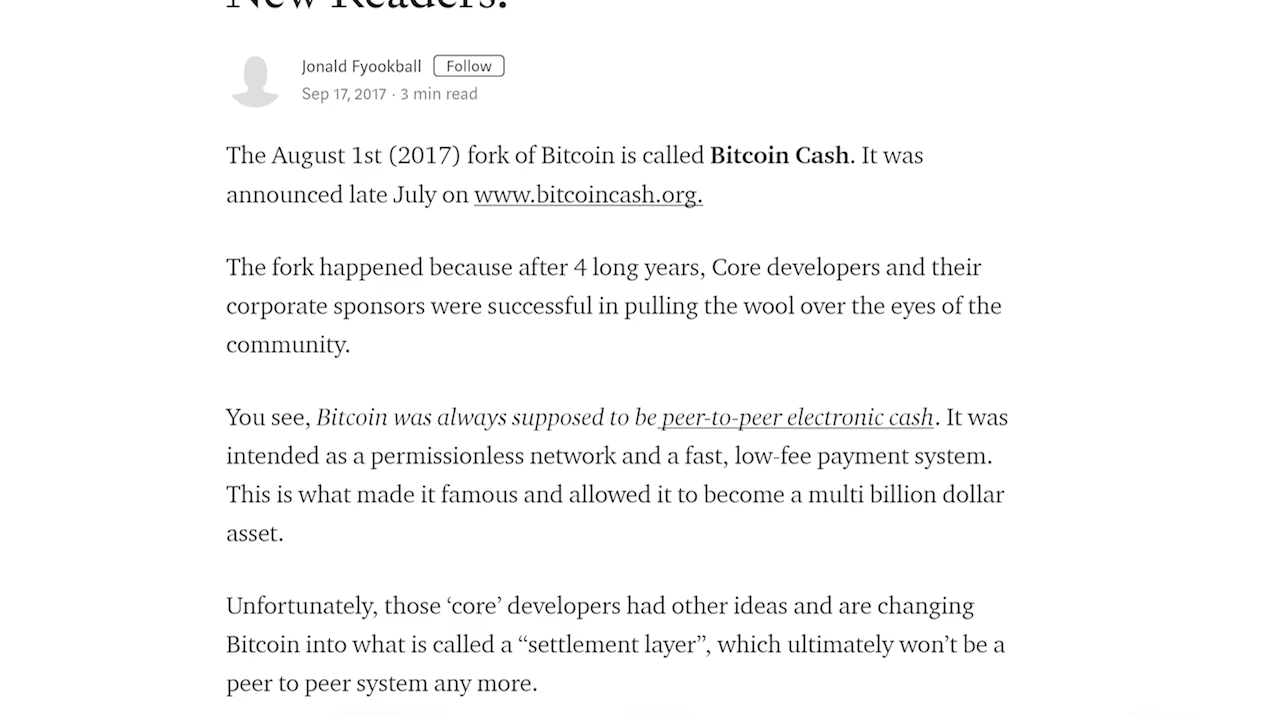 New Readers!
Jonald Fyookball Follow
Sep 17, 2017 · 3 min read
The August 1st (2017) fork of Bitcoin is called Bitcoin Cash. It was
announced late July on www.bitcoincash.org.
The fork happened because after 4 long years, Core developers and their
corporate sponsors were successful in pulling the wool over the eyes of the
community.
You see, Bitcoin was always supposed to be peer-to-peer electronic cash. It was
intended as a permissionless network and a fast, low-fee payment system.
This is what made it famous and allowed it to become a multi billion dollar
asset.
Unfortunately, those ‘core’ developers had other ideas and are changing
Bitcoin into what is called a “settlement layer”, which ultimately won’t be a
peer to peer system any more.